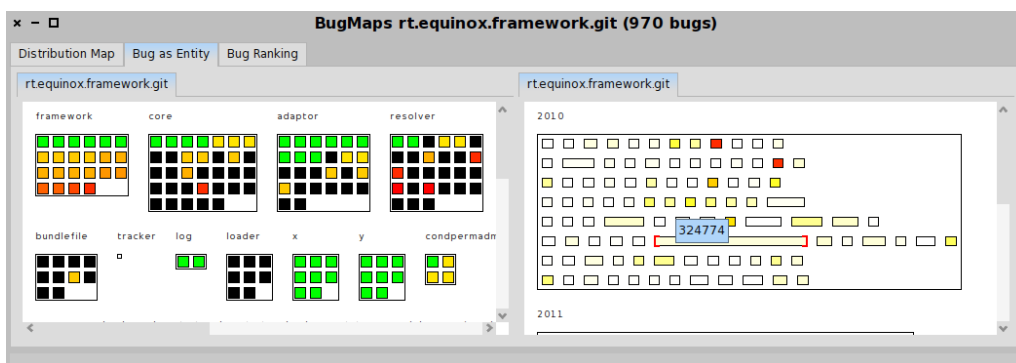 × – □ BugMaps rt.equinox.framework.git (970 bugs)
Distribution Map Bug as Entity Bug Ranking
rt.equinox.framework.git
framework core adaptor resolver
bundlefile tracker log loader x y condpermadm
rt.equinox.framework.git
2010
324774
2011